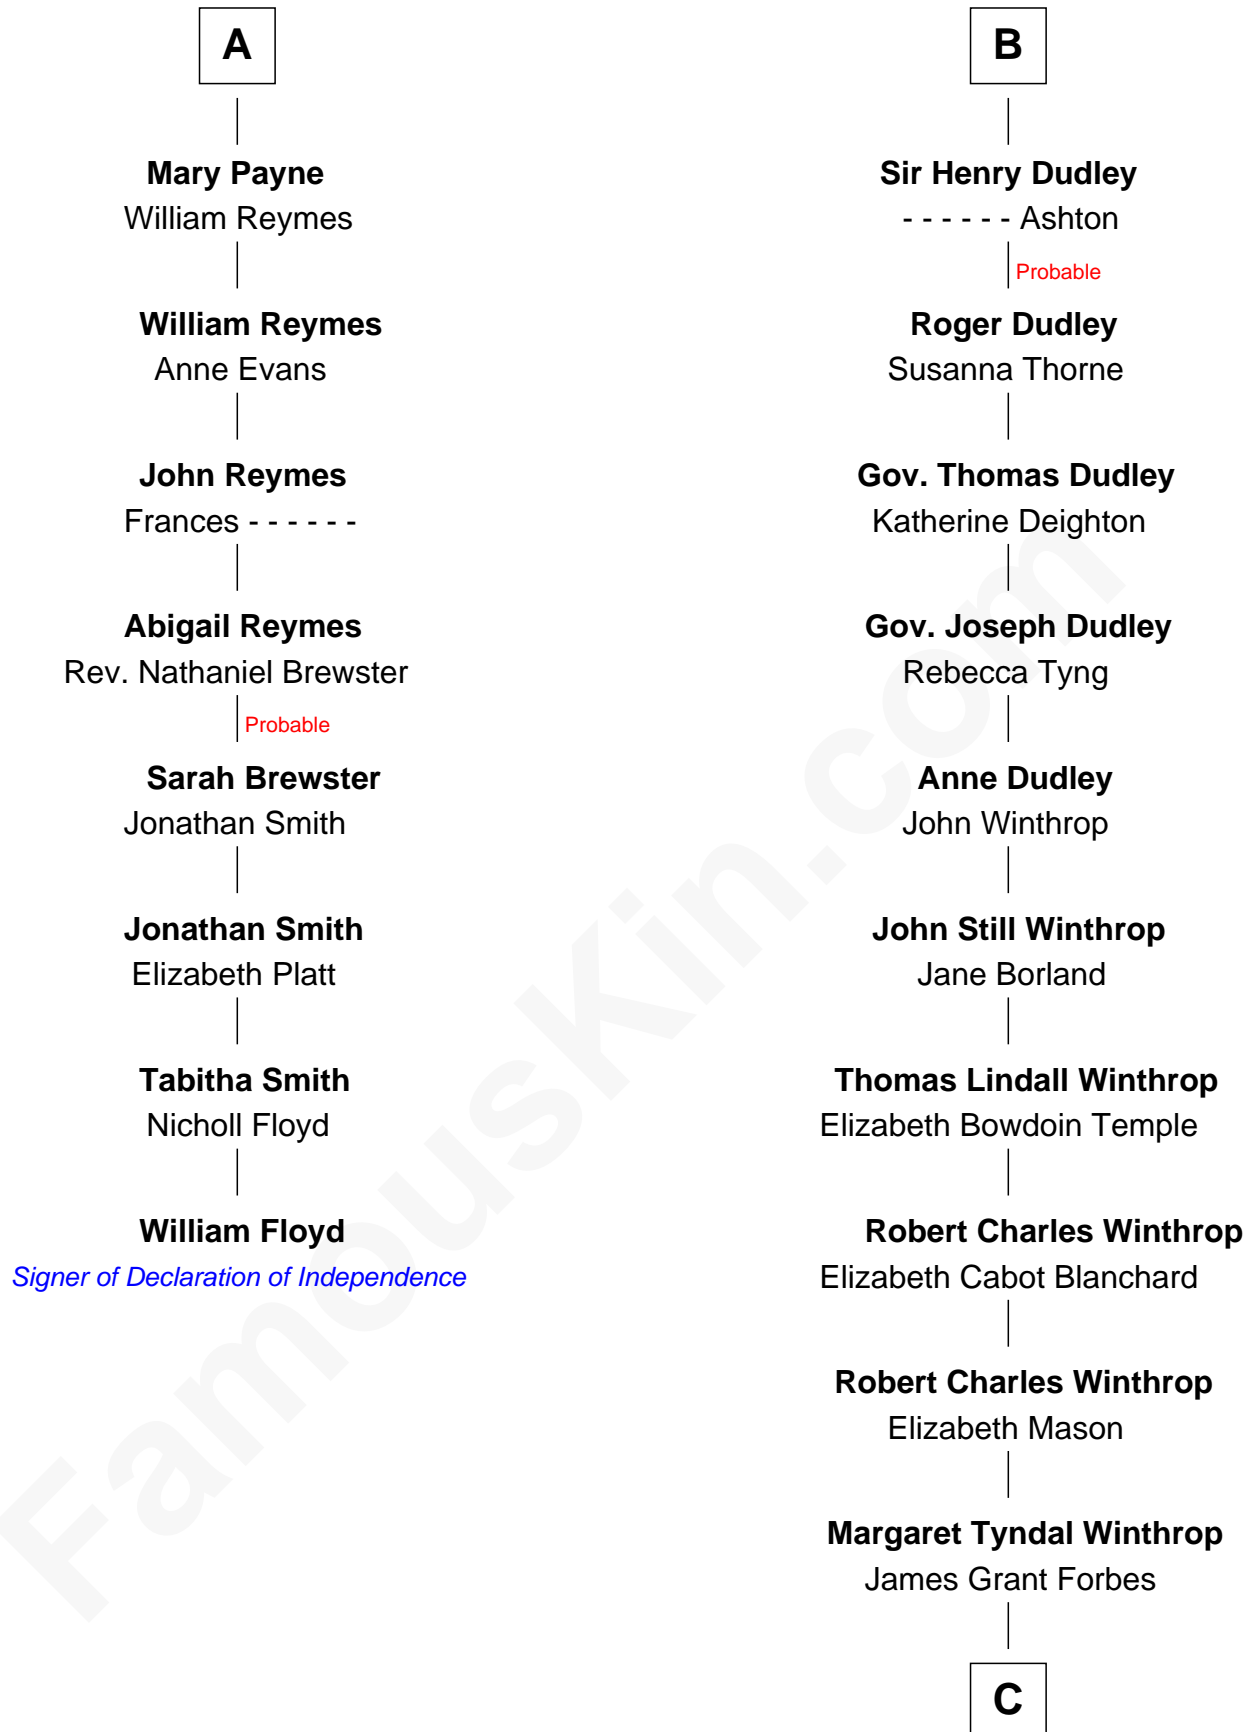 A
Mary Payne
William Reymes
William Reymes
Anne Evans
John Reymes
Frances - - - - - -
Abigail Reymes
Rev. Nathaniel Brewster
Probable
Sarah Brewster
Jonathan Smith
Jonathan Smith
Elizabeth Platt
Tabitha Smith
Nicholl Floyd
William Floyd
Signer of Declaration of Independence
B
Sir Henry Dudley
- - - - - - Ashton
Probable
Roger Dudley
Susanna Thorne
Gov. Thomas Dudley
Katherine Deighton
Gov. Joseph Dudley
Rebecca Tyng
Anne Dudley
John Winthrop
John Still Winthrop
Jane Borland
Thomas Lindall Winthrop
Elizabeth Bowdoin Temple
Robert Charles Winthrop
Elizabeth Cabot Blanchard
Robert Charles Winthrop
Elizabeth Mason
Margaret Tyndal Winthrop
James Grant Forbes
C
FamousKin.com